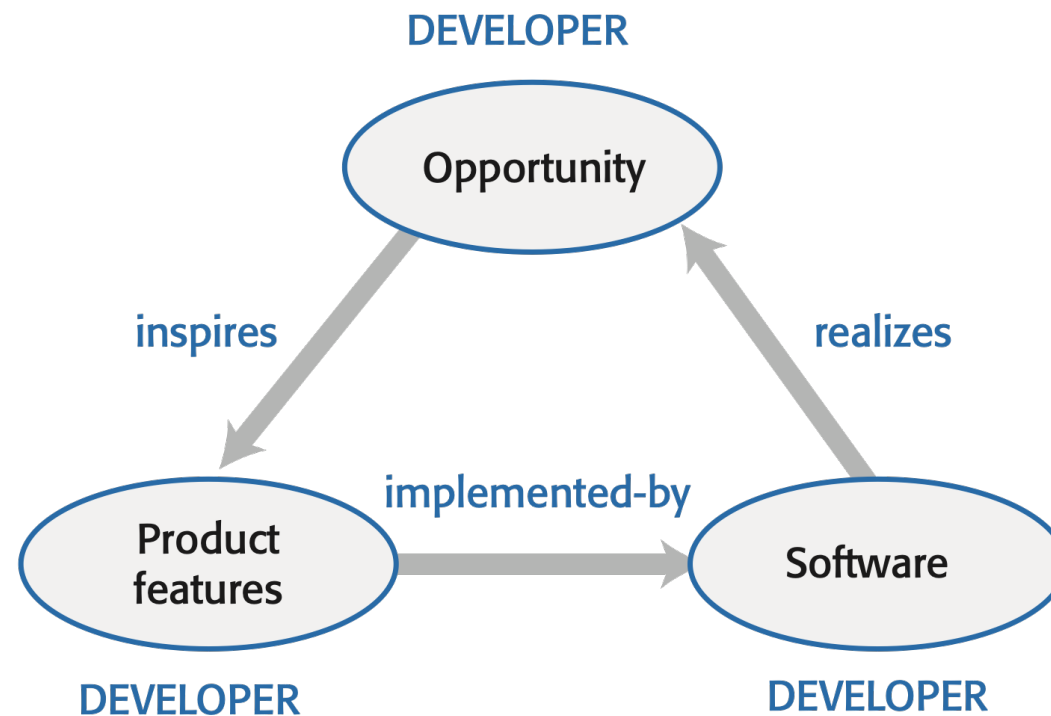 DEVELOPER
Opportunity
inspires
realizes
implemented-by
Product
features
Software
DEVELOPER
DEVELOPER